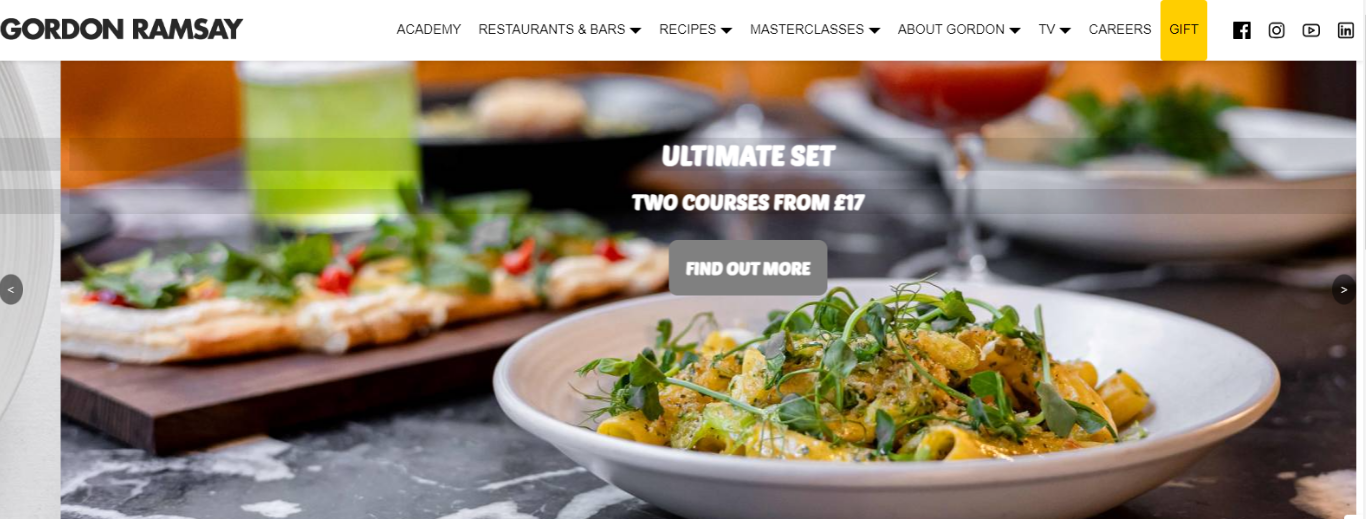 GORDON RAMSAY
ACADEMY RESTAURANTS & BARS RECIPES MASTERCLASSES ABOUT GORDON TV CAREERS GIFT
ULTIMATE SET
TWO COURSES FROM £17
FIND OUT MORE
< >